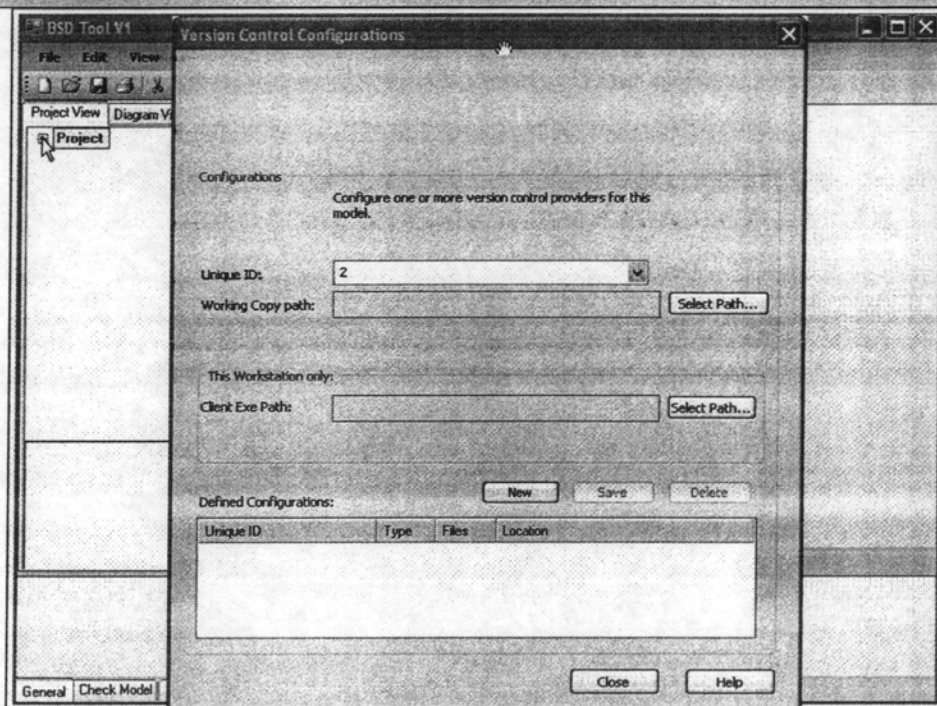 BSD Tool V1
Version Control Configurations
File Edit View
Project View Diagram Vi
Project
Configurations
Configure one or more version control providers for this
model.
Unique ID: 2
Working Copy path: Select Path...
This Workstation only:
Client Exe Path: Select Path...
New Save Delete
Defined Configurations:
Unique ID Type Files Location
Close Help
General Check Model